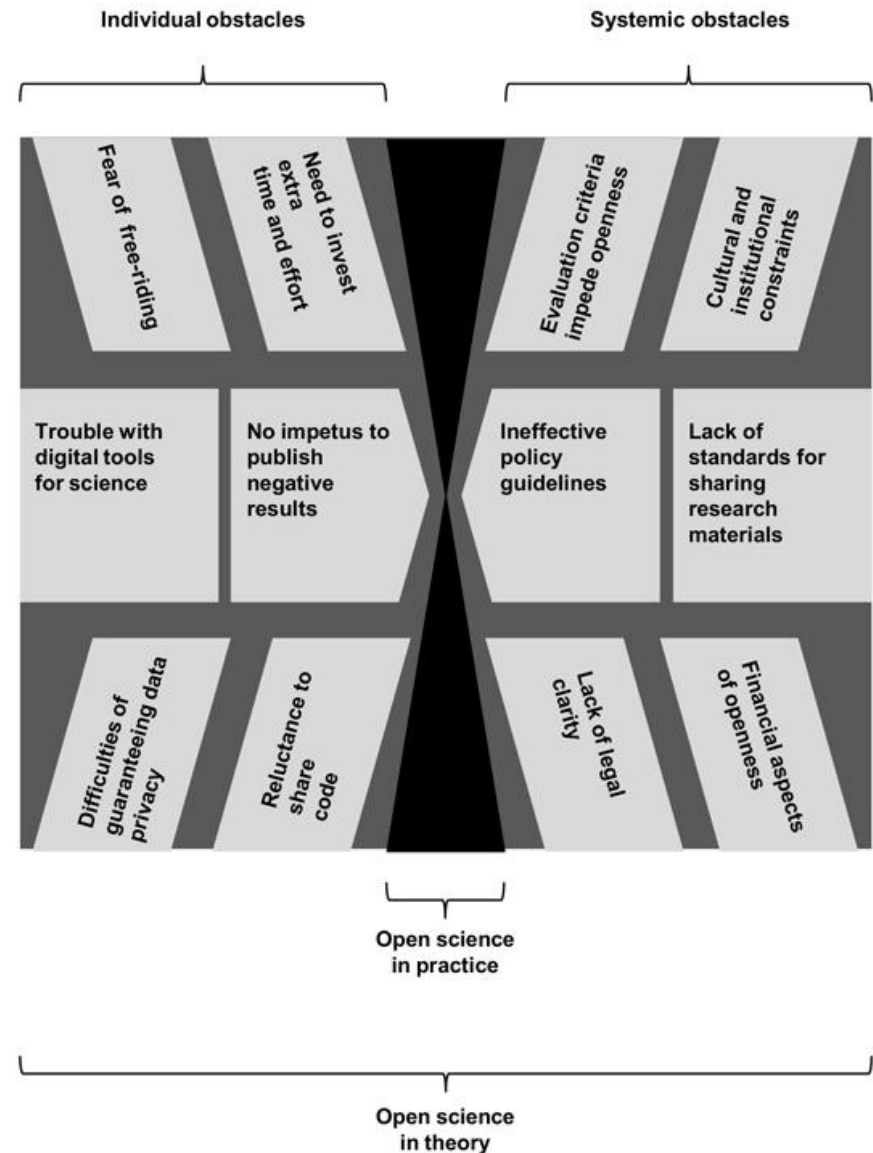 Individual obstacles
Systemic obstacles
Fear of free-riding
Need to invest
extra
time and effort
Evaluation criteria
impede openness
Cultural and
institutional
constraints
Trouble with
digital tools
for science
No impetus to
publish
negative
results
Ineffective
policy
guidelines
Lack of
standards for
sharing
research
materials
Difficulties of
guaranteeing data
privacy
Reluctance to
share
code
Lack of legal
clarity
Financial aspects
of openness
Open science
in practice
Open science
in theory